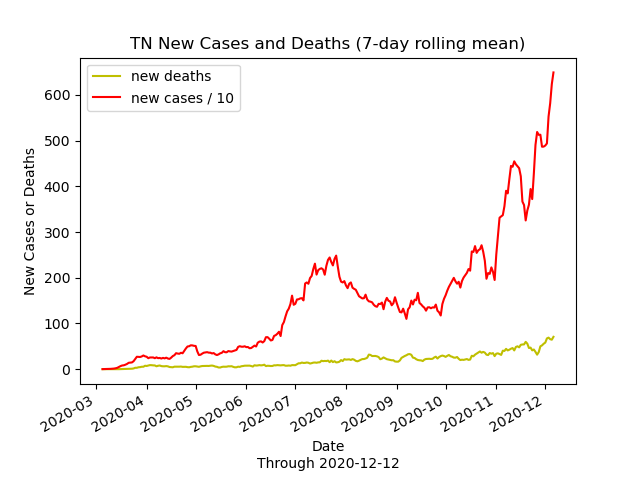 TN New Cases and Deaths (7-day rolling mean)
new deaths
new cases / 10
New Cases or Deaths
600
500
400
300
200
100
0
2020-03
2020-04
2020-05
2020-06
2020-07
2020-08
2020-09
2020-10
2020-11
2020-12
Date
Through 2020-12-12